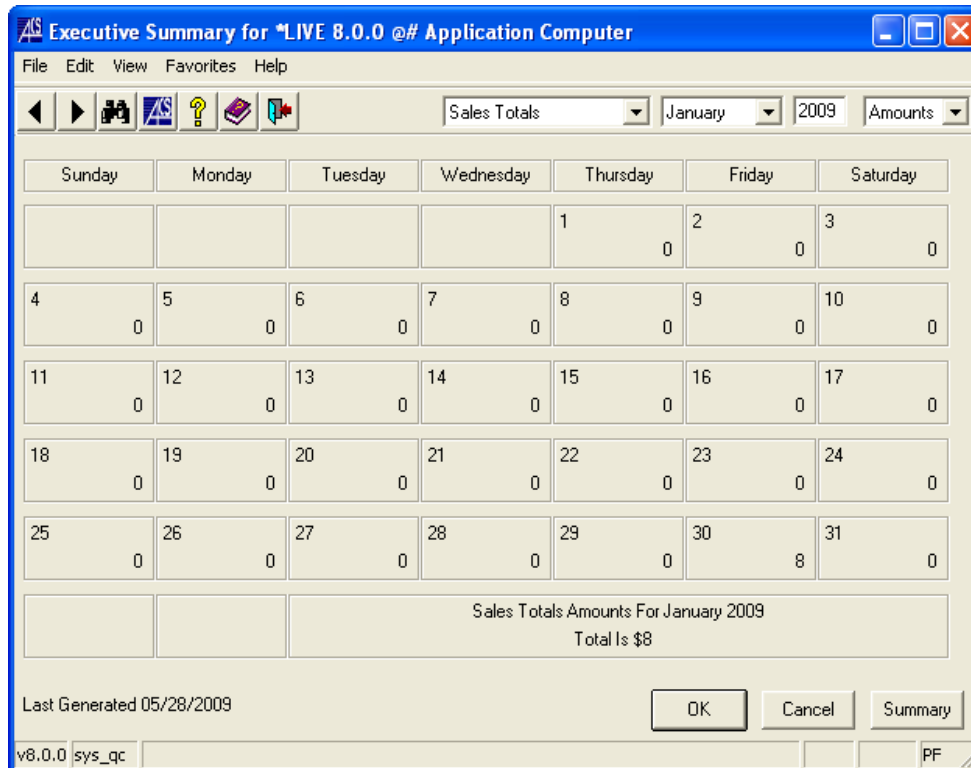 ACS Executive Summary for *LIVE 8.0.0 @# Application Computer
File Edit View Favorites Help
ACS ? Sales Totals January 2009 Amounts
Sunday Monday Tuesday Wednesday Thursday Friday Saturday
1 2 3
0 0 0
4 5 6 7 8 9 10
0 0 0 0 0 0 0
11 12 13 14 15 16 17
0 0 0 0 0 0 0
18 19 20 21 22 23 24
0 0 0 0 0 0 0
25 26 27 28 29 30 31
0 0 0 0 0 8 0
Sales Totals Amounts For January 2009
Total Is $8
Last Generated 05/28/2009 OK Cancel Summary
v8.0.0 sys_qc PF